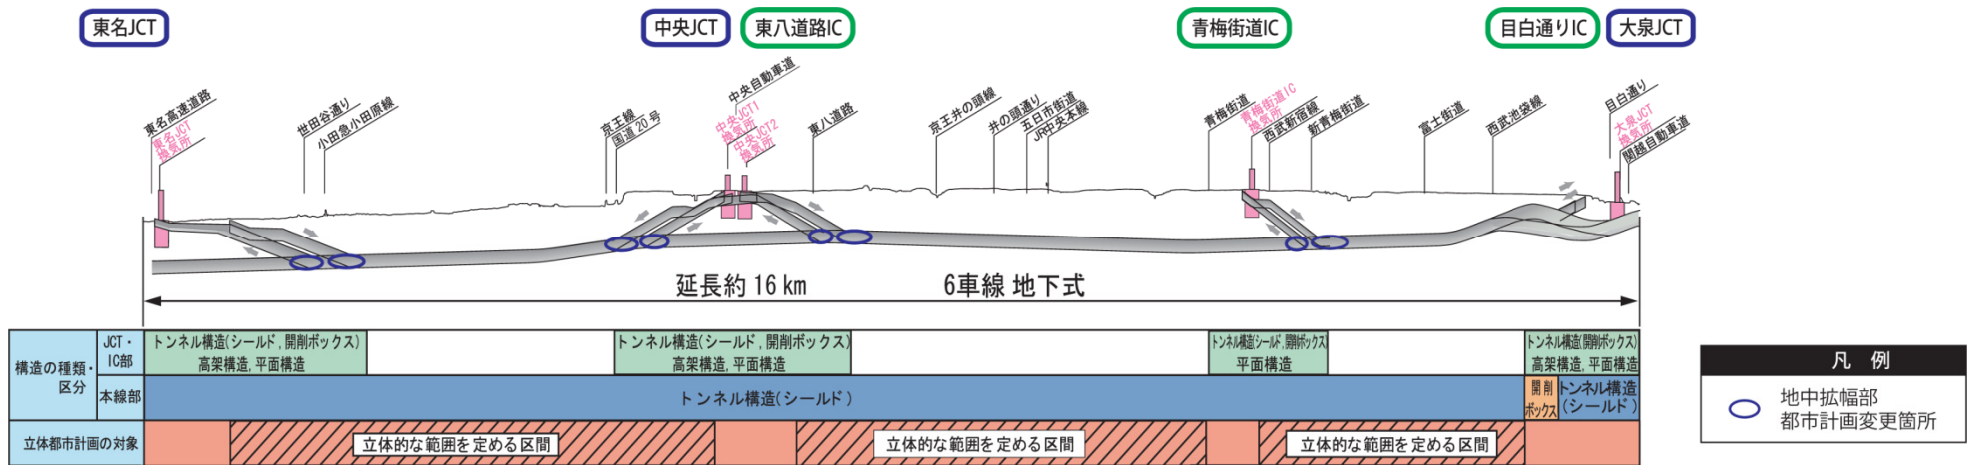 東名JCT
中央JCT
東八道路IC
青梅街道IC
目白通りIC
大泉JCT
東名高速道路
東名JCT
換気所
世田谷通り
小田急小田原線
京王線
国道20号
中央JCT1
換気所
中央自動車道
中央JCT2
換気所
東八道路
京王井の頭線
井の頭通り
五日市街道
JR中央本線
青梅街道
青梅街道IC
換気所
西武新宿線
新青梅街道
富士街道
西武池袋線
目白通り
大泉JCT
換気所
関越自動車道
延長約16km
6車線 地下式
構造の種類・
区分
JCT・
IC部
トンネル構造(シールド,開削ボックス)
高架構造,平面構造
トンネル構造(シールド,開削ボックス)
高架構造,平面構造
トンネル構造(シールド,開削ボックス)
平面構造
トンネル構造(開削ボックス)
高架構造,平面構造
本線部
トンネル構造(シールド)
開削
ボックス
トンネル構造
(シールド)
立体都市計画の対象
立体的な範囲を定める区間
立体的な範囲を定める区間
立体的な範囲を定める区間
凡 例
地中拡幅部
都市計画変更箇所